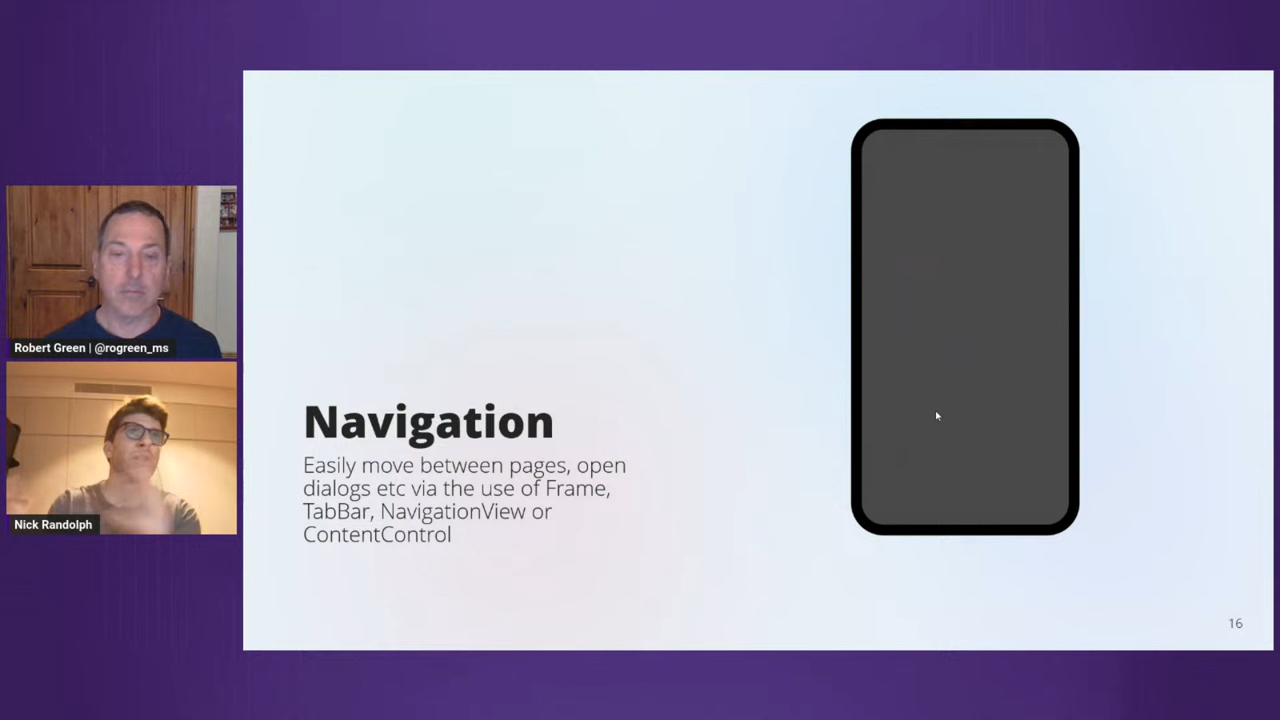 Robert Green | @rogreen_ms
Nick Randolph
Navigation
Easily move between pages, open
dialogs etc via the use of Frame,
TabBar, NavigationView or
ContentControl
16